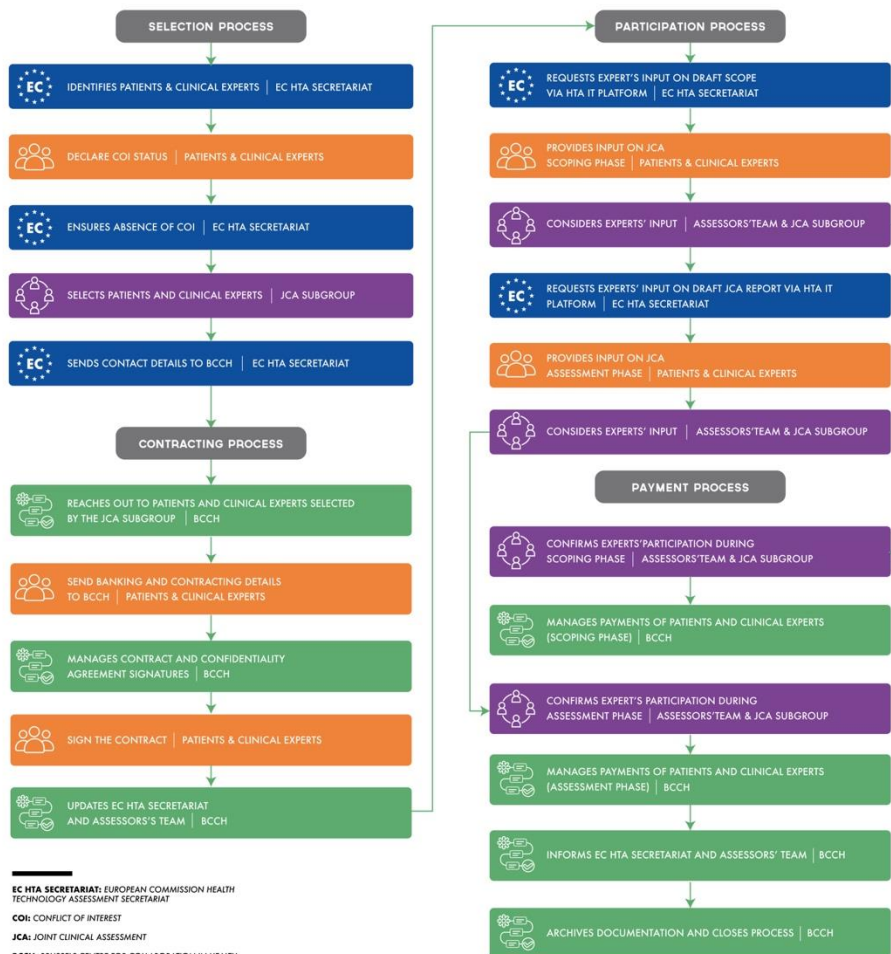 SELECTION PROCESS
EC
IDENTIFIES PATIENTS & CLINICAL EXPERTS | EC HTA SECRETARIAT
DECLARE COI STATUS | PATIENTS & CLINICAL EXPERTS
EC
ENSURES ABSENCE OF COI | EC HTA SECRETARIAT
SELECTS PATIENTS AND CLINICAL EXPERTS | JCA SUBGROUP
EC
SENDS CONTACT DETAILS TO BCCH | EC HTA SECRETARIAT
CONTRACTING PROCESS
REACHES OUT TO PATIENTS AND CLINICAL EXPERTS SELECTED
BY THE JCA SUBGROUP | BCCH
SEND BANKING AND CONTRACTING DETAILS
TO BCCH | PATIENTS & CLINICAL EXPERTS
MANAGES CONTRACT AND CONFIDENTIALITY
AGREEMENT SIGNATURES | BCCH
SIGN THE CONTRACT | PATIENTS & CLINICAL EXPERTS
UPDATES EC HTA SECRETARIAT
AND ASSESSORS'S TEAM | BCCH
EC HTA SECRETARIAT: EUROPEAN COMMISSION HEALTH
TECHNOLOGY ASSESSMENT SECRETARIAT
COI: CONFLICT OF INTEREST
JCA: JOINT CLINICAL ASSESSMENT
PARTICIPATION PROCESS
EC
REQUESTS EXPERT'S INPUT ON DRAFT SCOPE
VIA HTA IT PLATFORM | EC HTA SECRETARIAT
PROVIDES INPUT ON JCA
SCOPING PHASE | PATIENTS & CLINICAL EXPERTS
CONSIDERS EXPERTS' INPUT | ASSESSORS'TEAM & JCA SUBGROUP
EC
REQUESTS EXPERTS' INPUT ON DRAFT JCA REPORT VIA HTA IT
PLATFORM | EC HTA SECRETARIAT
PROVIDES INPUT ON JCA
ASSESSMENT PHASE | PATIENTS & CLINICAL EXPERTS
CONSIDERS EXPERTS' INPUT | ASSESSORS'TEAM & JCA SUBGROUP
PAYMENT PROCESS
CONFIRMS EXPERTS'PARTICIPATION DURING
SCOPING PHASE | ASSESSORS'TEAM & JCA SUBGROUP
MANAGES PAYMENTS OF PATIENTS AND CLINICAL EXPERTS
(SCOPING PHASE) | BCCH
CONFIRMS EXPERT'S PARTICIPATION DURING
ASSESSMENT PHASE | ASSESSORS'TEAM & JCA SUBGROUP
MANAGES PAYMENTS OF PATIENTS AND CLINICAL EXPERTS
(ASSESSMENT PHASE) | BCCH
INFORMS EC HTA SECRETARIAT AND ASSESSORS' TEAM | BCCH
ARCHIVES DOCUMENTATION AND CLOSES PROCESS | BCCH